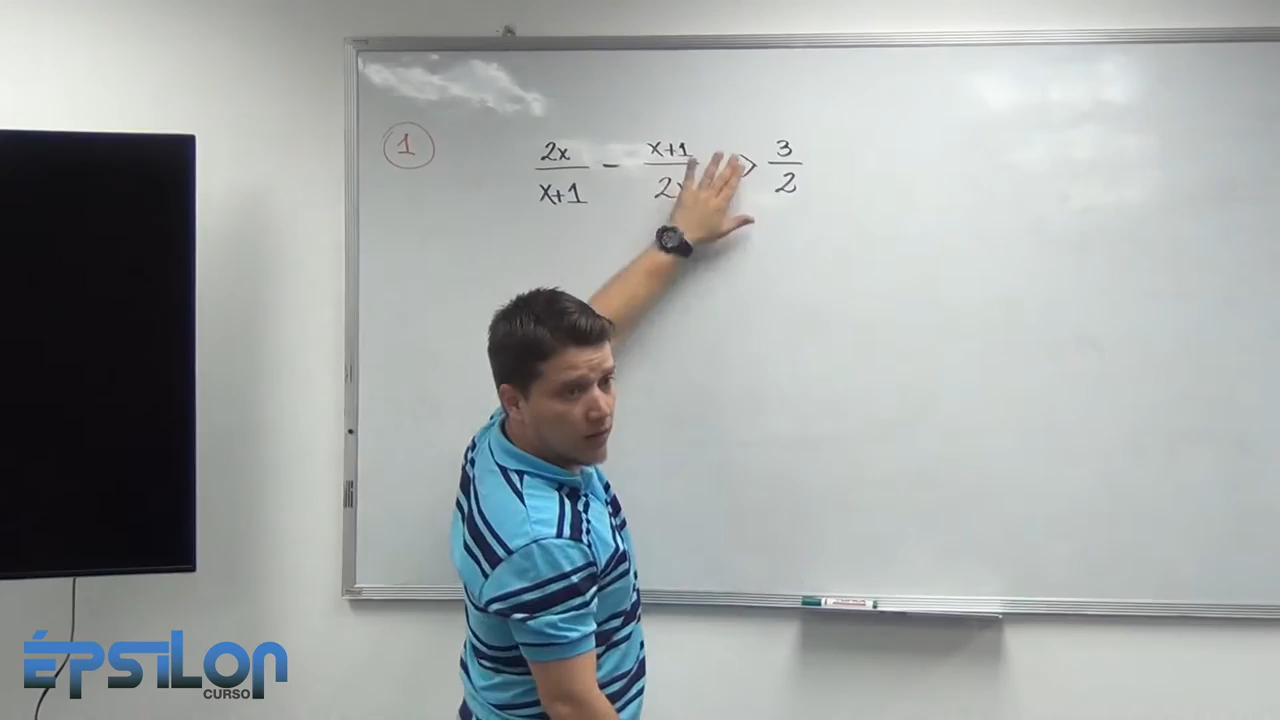 1
2x/(x+1) - (x+1)/2x > 3/2
ÉPSILON
CURSO